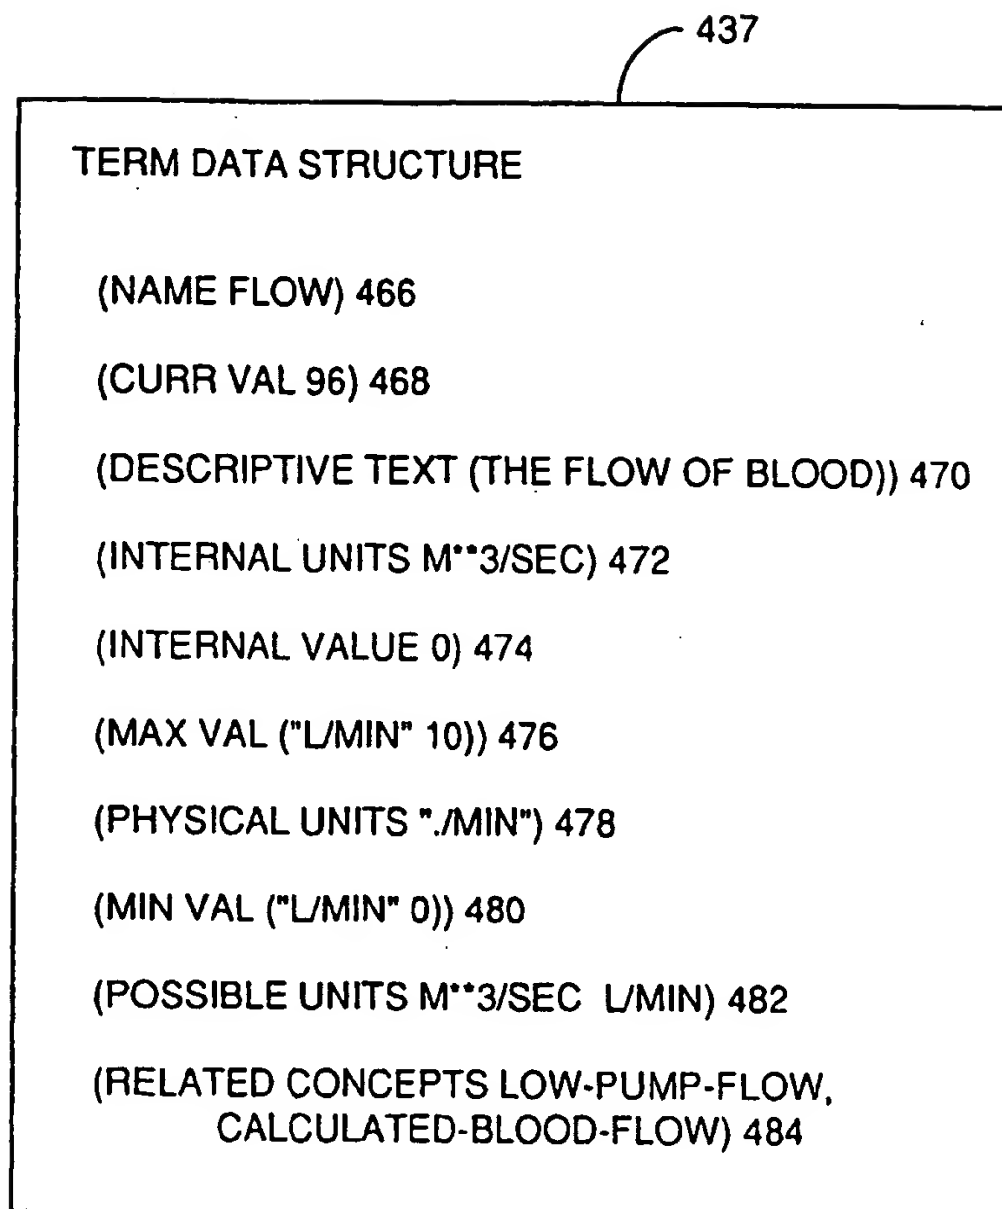 437
TERM DATA STRUCTURE
(NAME FLOW) 466
(CURR VAL 96) 468
(DESCRIPTIVE TEXT (THE FLOW OF BLOOD)) 470
(INTERNAL UNITS M**3/SEC) 472
(INTERNAL VALUE 0) 474
(MAX VAL ("L/MIN" 10)) 476
(PHYSICAL UNITS "./MIN") 478
(MIN VAL ("L/MIN" 0)) 480
(POSSIBLE UNITS M**3/SEC L/MIN) 482
(RELATED CONCEPTS LOW-PUMP-FLOW,
CALCULATED-BLOOD-FLOW) 484